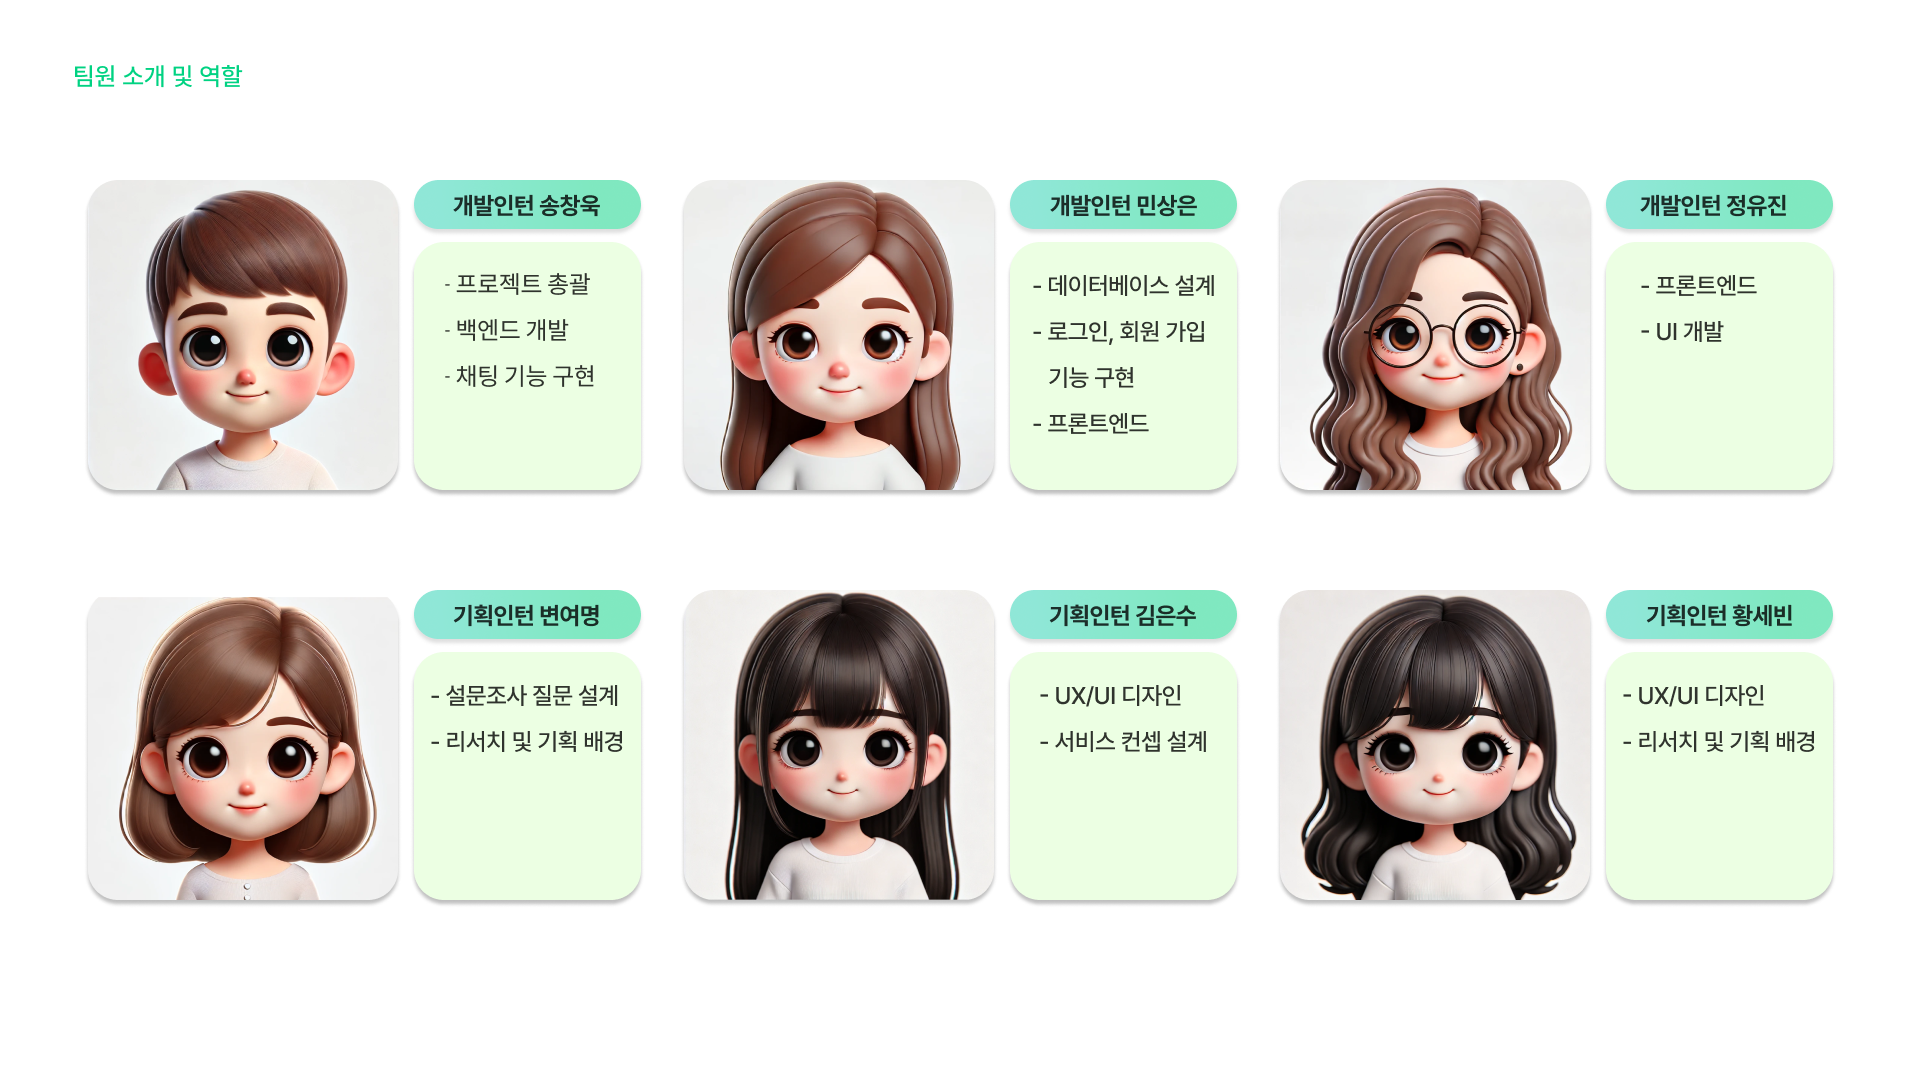 팀원 소개 및 역할
개발인턴 송창욱
- 프로젝트 총괄
- 백엔드 개발
- 채팅 기능 구현
개발인턴 민상은
- 데이터베이스 설계
- 로그인, 회원 가입
기능 구현
- 프론트엔드
개발인턴 정유진
- 프론트엔드
- UI 개발
기획인턴 변여명
- 설문조사 질문 설계
- 리서치 및 기획 배경
기획인턴 김은수
- UX/UI 디자인
- 서비스 컨셉 설계
기획인턴 황세빈
- UX/UI 디자인
- 리서치 및 기획 배경